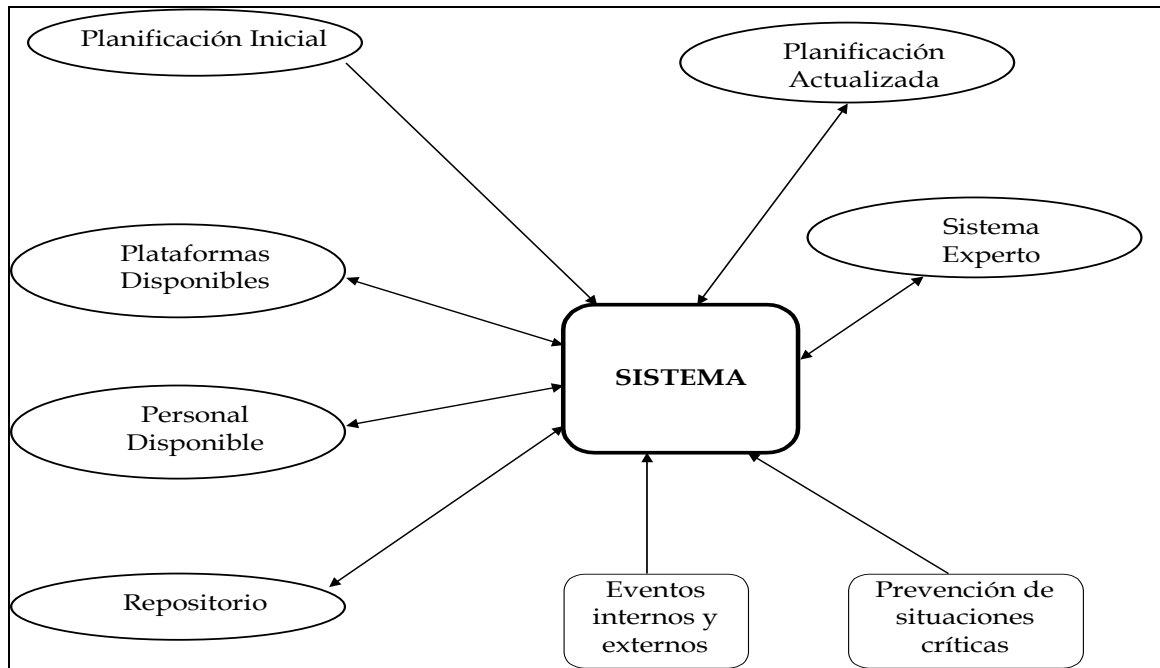 Planificación Inicial
Planificación
Actualizada
Plataformas
Disponibles
Sistema
Experto
SISTEMA
Personal
Disponible
Repositorio
Eventos
internos y
externos
Prevención de
situaciones
críticas